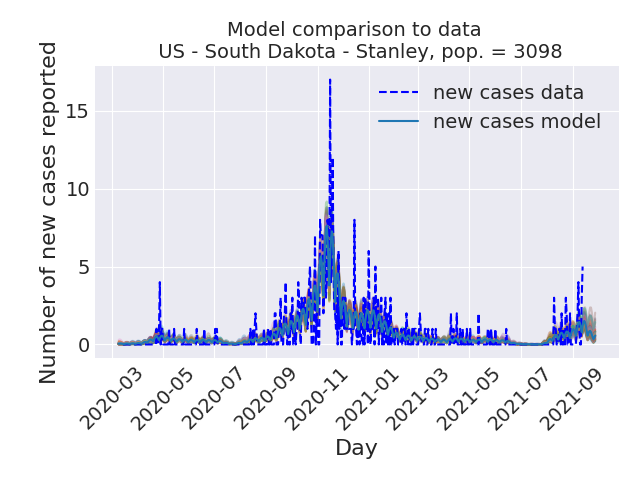 Model comparison to data
US - South Dakota - Stanley, pop. = 3098
Number of new cases reported
15
10
5
0
new cases data
new cases model
2020-03
2020-05
2020-07
2020-09
2020-11
2021-01
2021-03
2021-05
2021-07
2021-09
Day